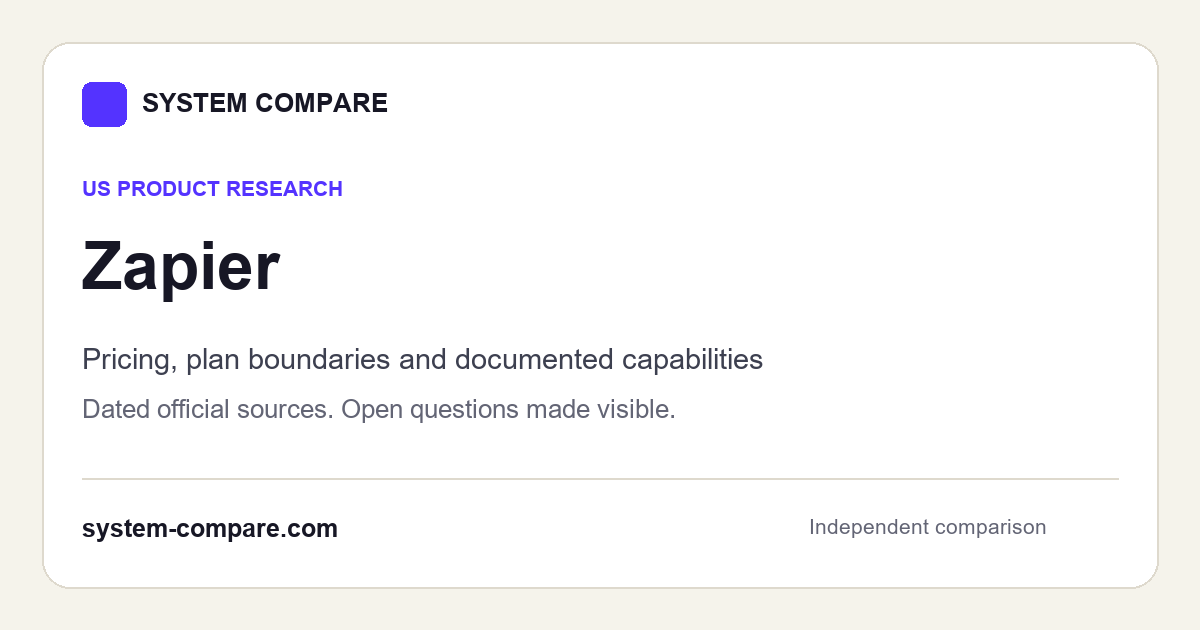 SYSTEM COMPARE
US PRODUCT RESEARCH
Zapier
Pricing, plan boundaries and documented capabilities
Dated official sources. Open questions made visible.
system-compare.com
Independent comparison